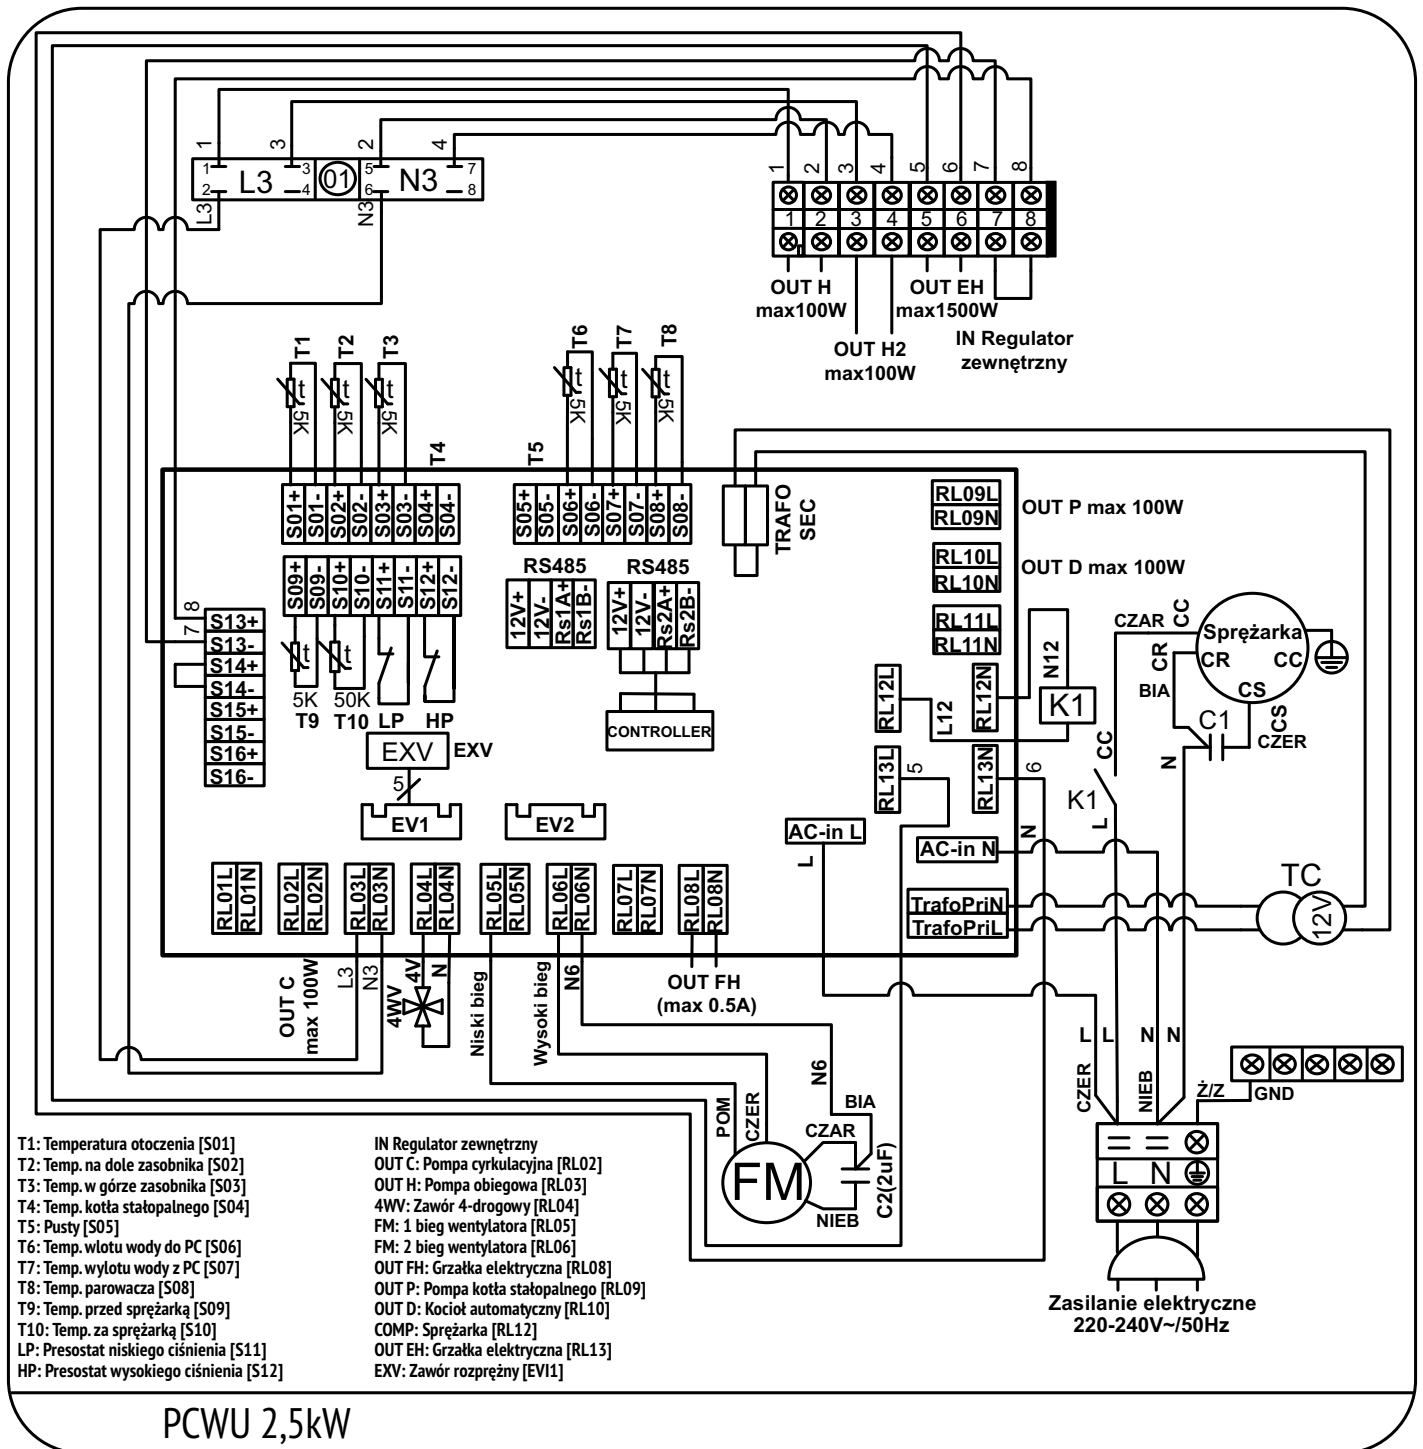 1
3
2
4
1
2
3
4
5
6
7
8
1 L3 3
2 4
01
5 N3 7
6 8
L3
N3
1 2 3 4 5 6 7 8
OUT H
max100W
OUT EH
max1500W
OUT H2
max100W
IN Regulator
zewnętrzny
T1
T2
T3
T4
T5
T6
T7
T8
t
5K
t
5K
t
5K
t
5K
t
5K
t
5K
S01+
S01-
S02+
S02-
S03+
S03-
S04+
S04-
S05+
S05-
S06+
S06-
S07+
S07-
S08+
S08-
TRAFO
SEC
RL09L
RL09N
OUT P max 100W
RL10L
RL10N
OUT D max 100W
RL11L
RL11N
S09+
S09-
S10+
S10-
S11+
S11-
S12+
S12-
RS485
12V+
12V-
Rs1A+
Rs1B-
RS485
12V+
12V-
Rs2A+
Rs2B-
8
7
S13+
S13-
S14+
S14-
S15+
S15-
S16+
S16-
t
5K
T9
t
50K
T10
LP
HP
EXV
EXV
5
EV1
EV2
CONTROLLER
RL12L
L12
RL12N
N12
K1
RL13L
5
RL13N
6
N
AC-in L
L
AC-in N
TrafoPriN
TrafoPriL
CZAR
CC
Sprężarka
CR
CC
CS
CR
BIA
C1
CS
CZER
CC
N
K1
L
TC
12V
RL01L
RL01N
RL02L
RL02N
RL03L
RL03N
RL04L
RL04N
RL05L
RL05N
RL06L
RL06N
RL07L
RL07N
RL08L
RL08N
OUT C
max 100W
L3
N3
4WV
4V
N
Niski bieg
Wysoki bieg
N6
OUT FH
(max 0.5A)
N6
BIA
POM
CZER
CZAR
FM
NIEB
C2(2uF)
L L N N
CZER
NIEB
Ż/Z
GND
L N
Zasilanie elektryczne
220-240V~/50Hz
T1: Temperatura otoczenia [S01]
T2: Temp. na dole zasobnika [S02]
T3: Temp. w górze zasobnika [S03]
T4: Temp. kotła stałopalnego [S04]
T5: Pusty [S05]
T6: Temp. wlotu wody do PC [S06]
T7: Temp. wylotu wody z PC [S07]
T8: Temp. parowacza [S08]
T9: Temp. przed sprężarką [S09]
T10: Temp. za sprężarką [S10]
LP: Presostat niskiego ciśnienia [S11]
HP: Presostat wysokiego ciśnienia [S12]
IN Regulator zewnętrzny
OUT C: Pompa cyrkulacyjna [RL02]
OUT H: Pompa obiegowa [RL03]
4WV: Zawór 4-drogowy [RL04]
FM: 1 bieg wentylatora [RL05]
FM: 2 bieg wentylatora [RL06]
OUT FH: Grzałka elektryczna [RL08]
OUT P: Pompa kotła stałopalnego [RL09]
OUT D: Kocioł automatyczny [RL10]
COMP: Sprężarka [RL12]
OUT EH: Grzałka elektryczna [RL13]
EXV: Zawór rozprężny [EVI1]
PCWU 2,5kW